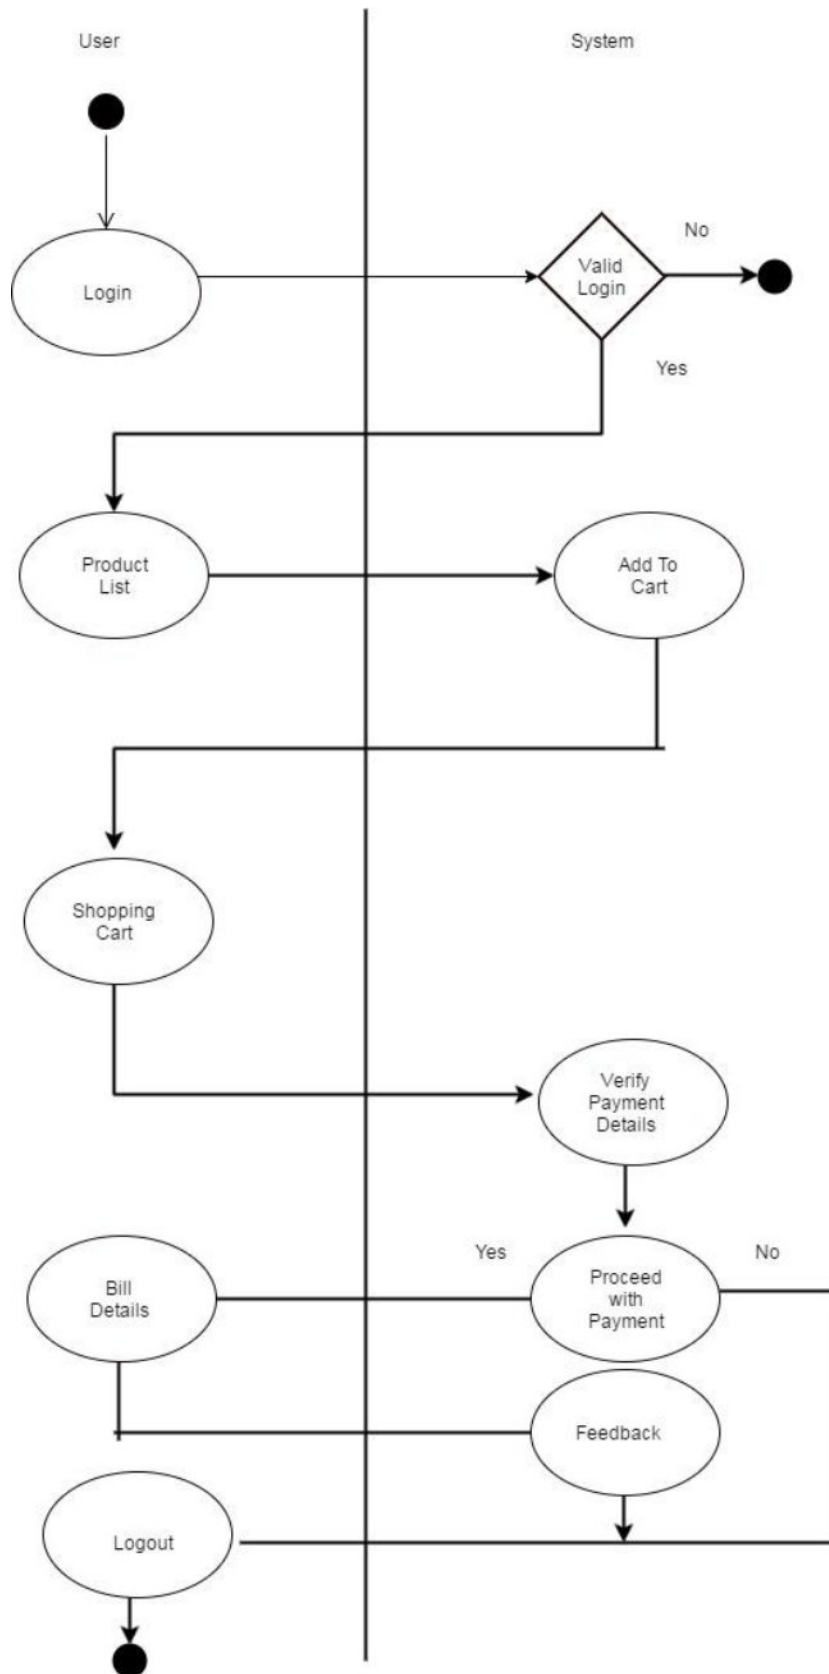 User
System
No
Valid
Login
Login
Yes
Product
List
Add To
Cart
Shopping
Cart
Verify
Payment
Details
Yes
No
Bill
Details
Proceed
with
Payment
Feedback
Logout